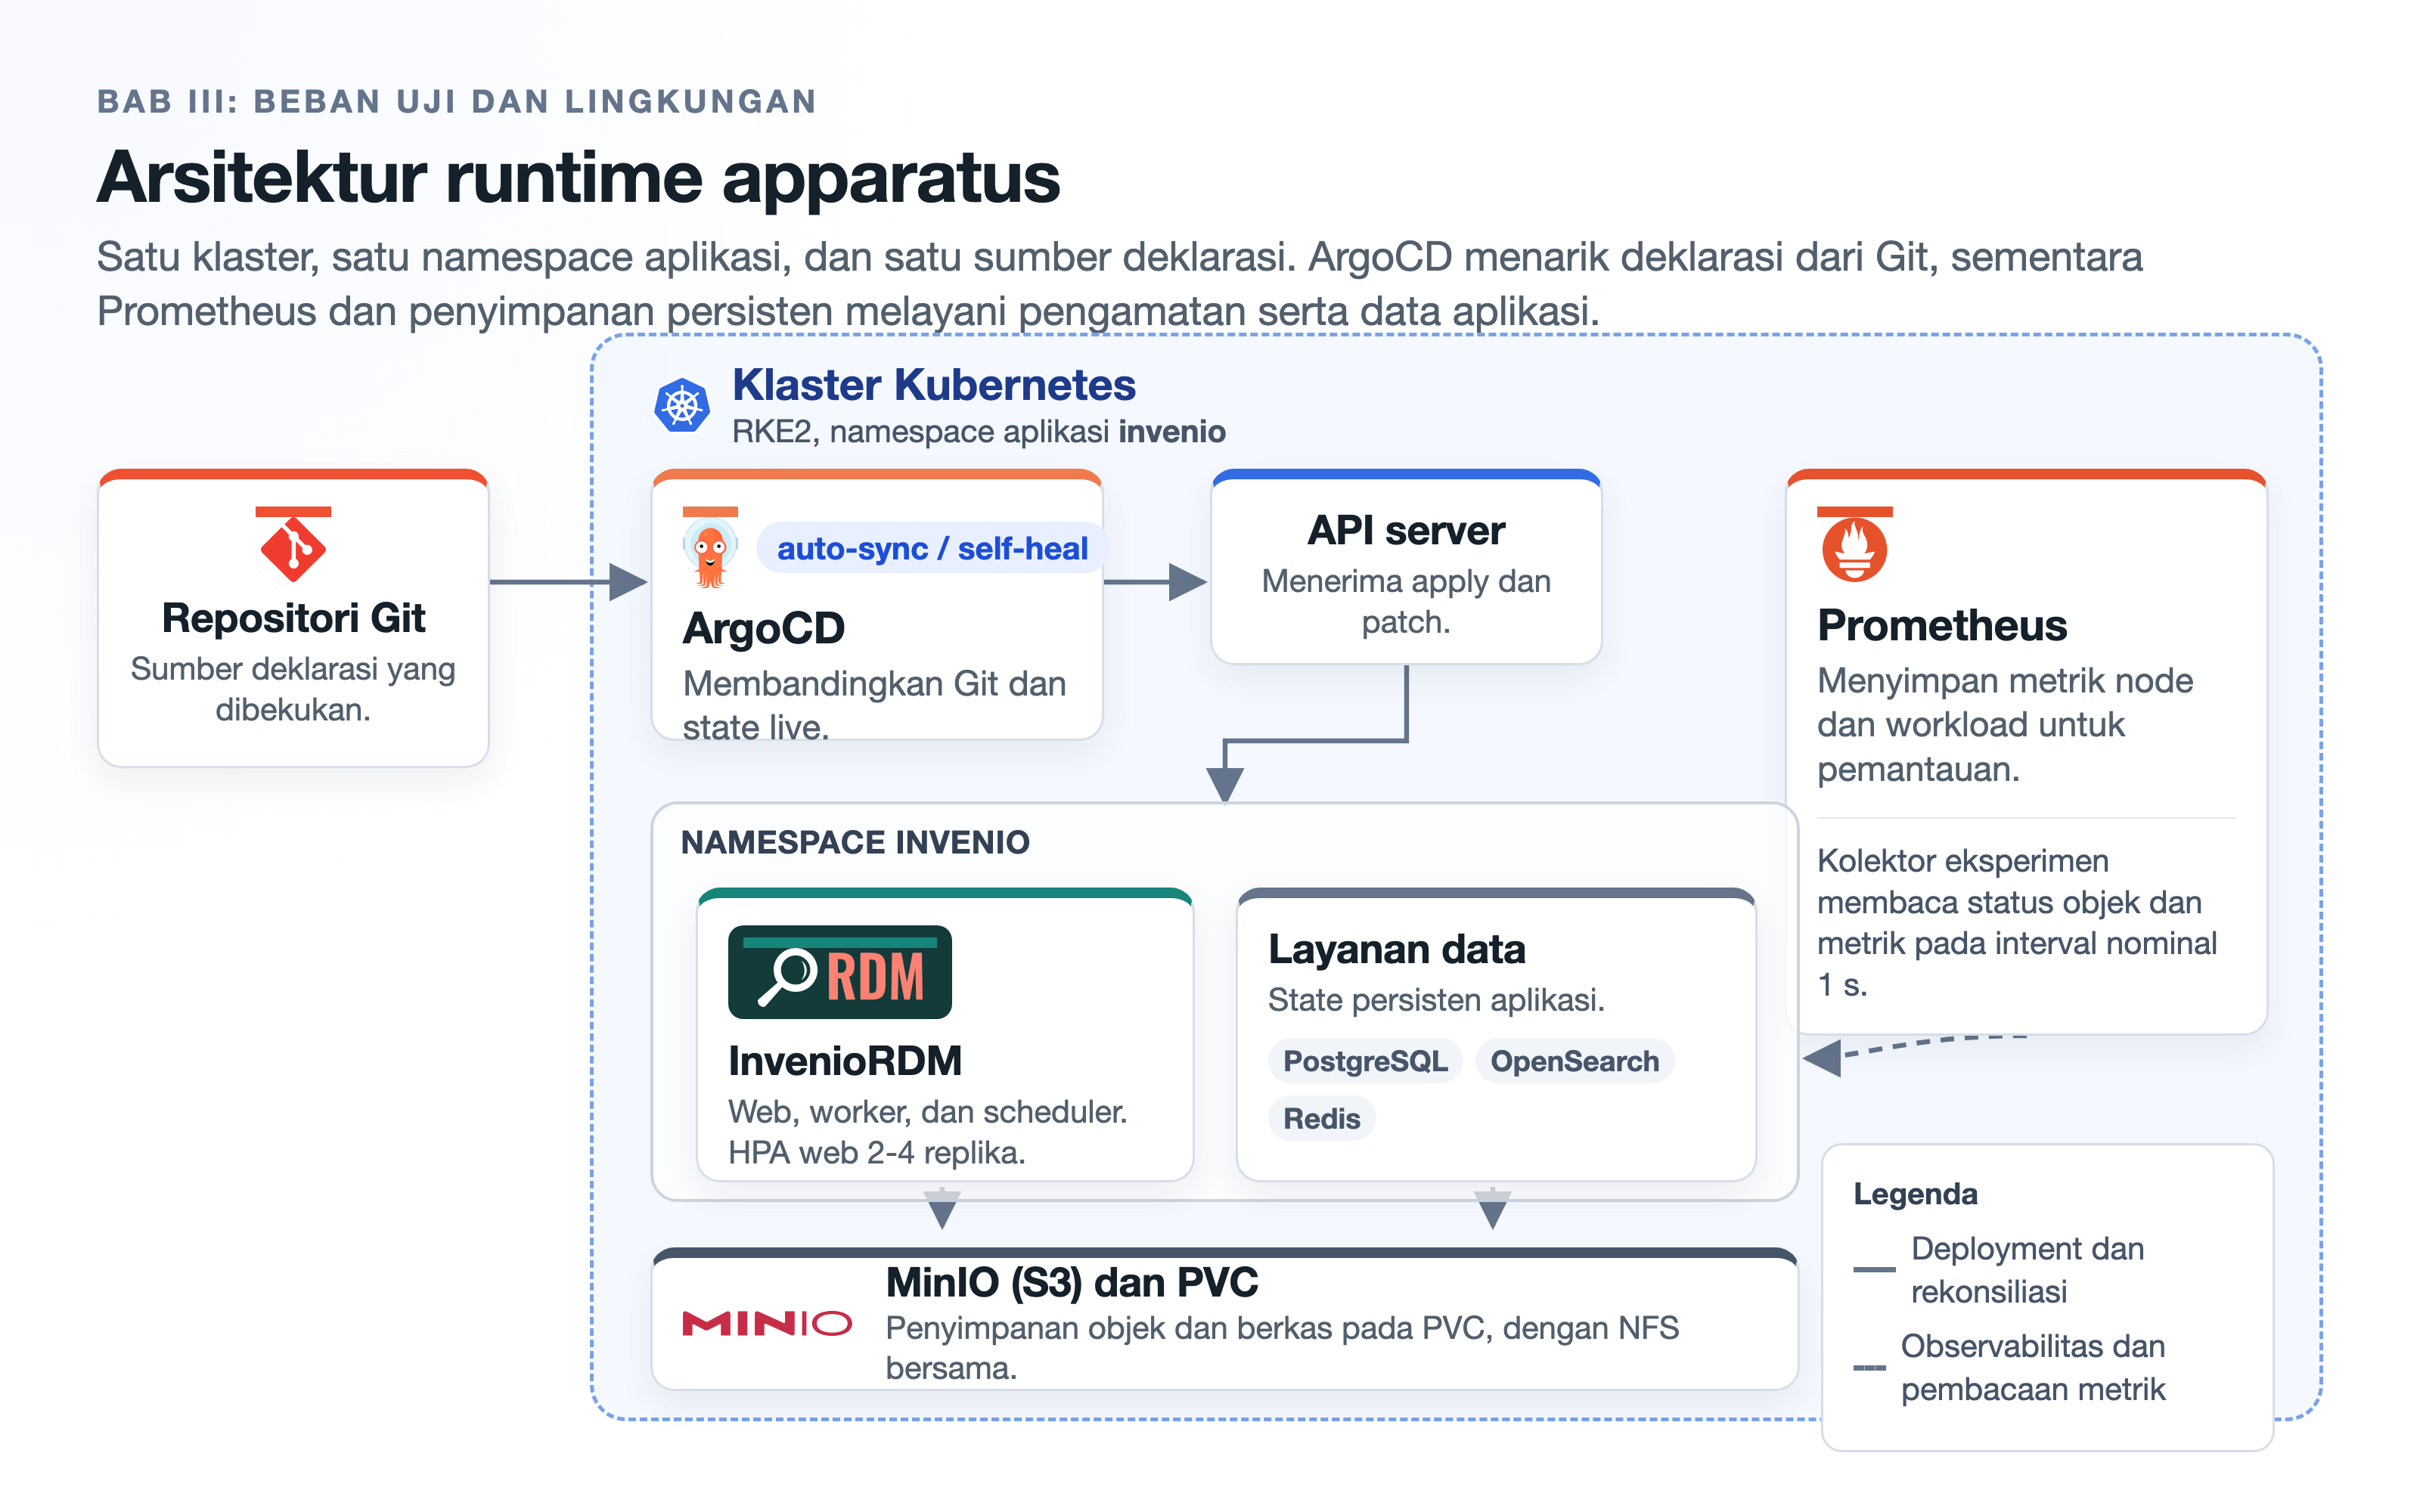 BAB III: BEBAN UJI DAN LINGKUNGAN
Arsitektur runtime apparatus
Satu klaster, satu namespace aplikasi, dan satu sumber deklarasi. ArgoCD menarik deklarasi dari Git, sementara
Prometheus dan penyimpanan persisten melayani pengamatan serta data aplikasi.
Klaster Kubernetes
RKE2, namespace aplikasi invenio
Repositori Git
Sumber deklarasi yang
dibekukan.
auto-sync / self-heal
ArgoCD
Membandingkan Git dan
state live.
API server
Menerima apply dan
patch.
Prometheus
Menyimpan metrik node
dan workload untuk
pemantauan.
Kolektor eksperimen
membaca status objek dan
metrik pada interval nominal
1 s.
NAMESPACE INVENIO
RDM
InvenioRDM
Web, worker, dan scheduler.
HPA web 2-4 replika.
Layanan data
State persisten aplikasi.
PostgreSQL
OpenSearch
Redis
MINIO
MinIO (S3) dan PVC
Penyimpanan objek dan berkas pada PVC, dengan NFS
bersama.
Legenda
Deployment dan
rekonsiliasi
Observabilitas dan
pembacaan metrik